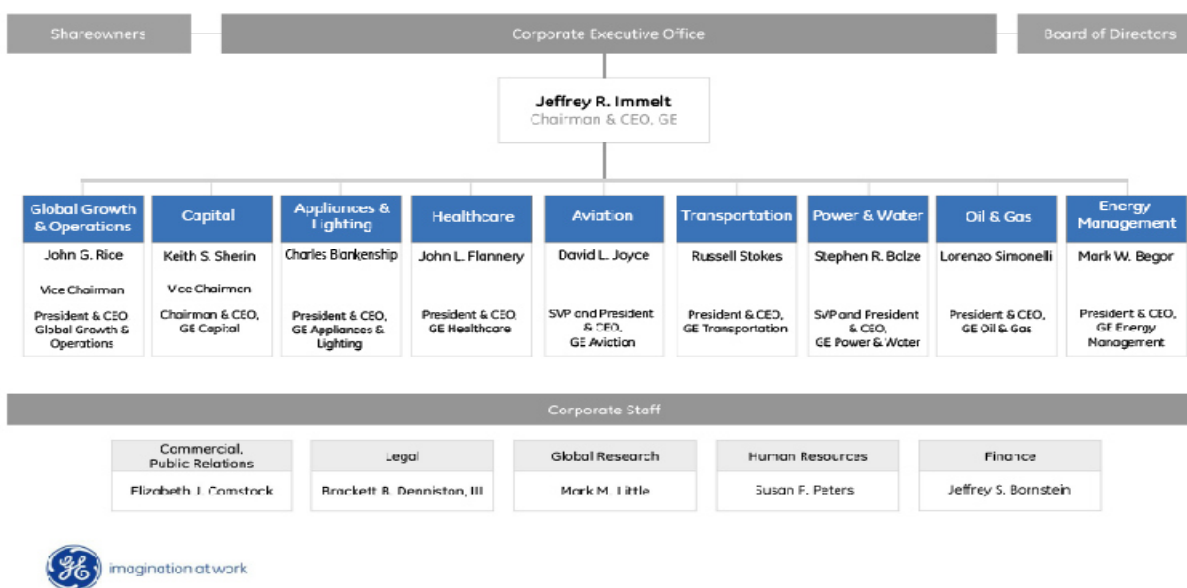 Shareowners
Corporate Executive Office
Board of Directors
Jeffrey R. Immelt
Chairman & CEO, GE
Global Growth
& Operations
John G. Rice
Vice Chairman
President & CEO
Global Growth &
Operations
Capital
Keith S. Sherin
Vice Chairman
Chairman & CEO,
GE Capital
Appliances &
Lighting
Charles Blankenship
President & CEO,
GE Appliances &
Lighting
Healthcare
John L. Flannery
President & CEO,
GE Healthcare
Aviation
David L. Joyce
SVP and President
& CEO,
GE Aviation
Transportation
Russell Stokes
President & CEO,
GE Transportation
Power & Water
Stephen R. Bolze
SVP and President
& CEO,
GE Power & Water
Oil & Gas
Lorenzo Simonelli
President & CEO,
GE Oil & Gas
Energy
Management
Mark W. Begor
President & CEO,
GE Energy
Management
Corporate Staff
Commercial,
Public Relations
Elizabeth J. Comstock
Legal
Brackett B. Denniston, III
Global Research
Mark M. Little
Human Resources
Susan P. Peters
Finance
Jeffrey S. Bornstein
GE
imagination at work